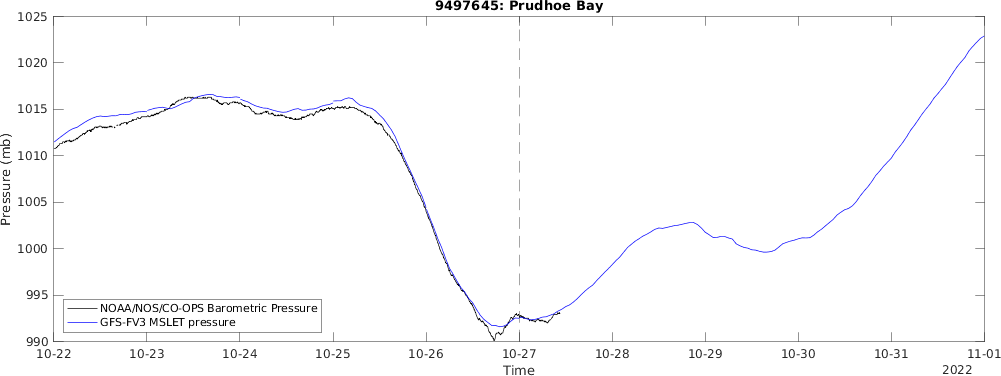 9497645: Prudhoe Bay
Pressure (mb)
1025
1020
1015
1010
1005
1000
995
990
NOAA/NOS/CO-OPS Barometric Pressure
GFS-FV3 MSLET pressure
10-22 10-23 10-24 10-25 10-26 10-27 10-28 10-29 10-30 10-31 11-01
Time
2022